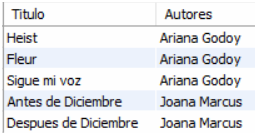 Titulo Autores
Heist Ariana Godoy
Fleur Ariana Godoy
Sigue mi voz Ariana Godoy
Antes de Diciembre Joana Marcus
Despues de Diciembre Joana Marcus